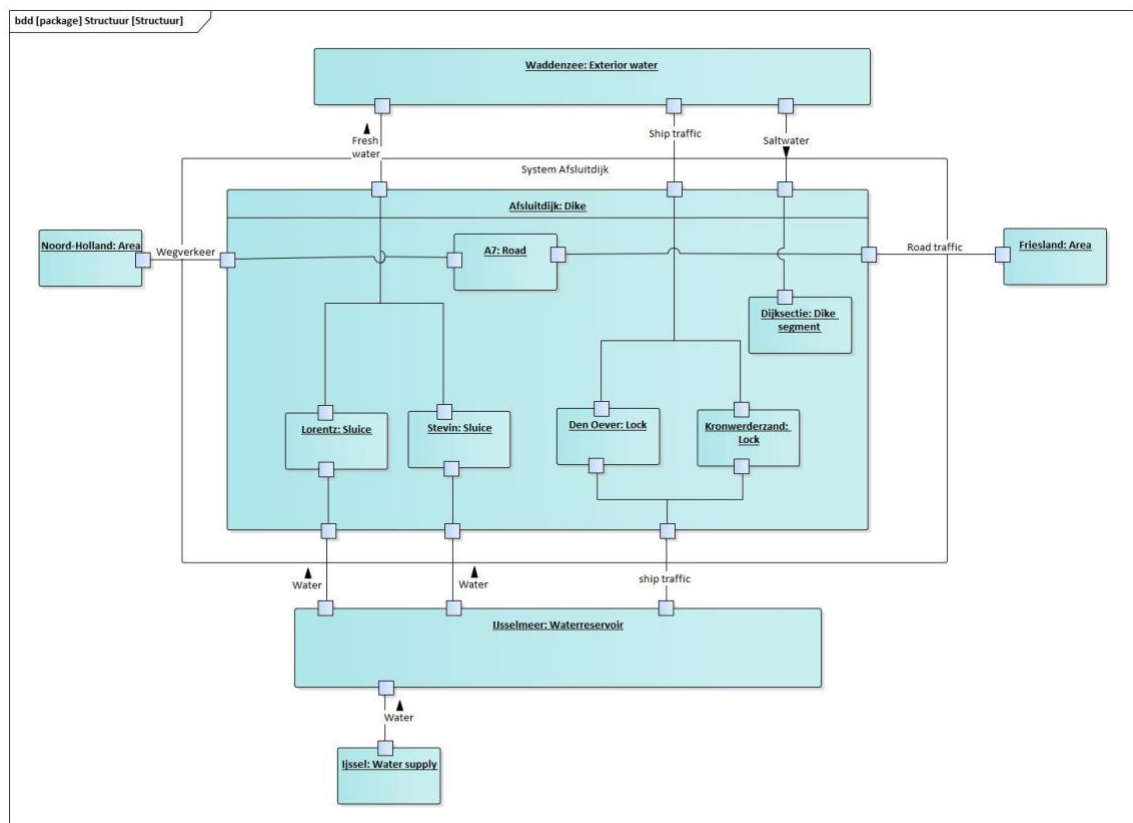 bdd [package] Structuur [Structuur]
Waddenzee: Exterior water
Fresh
water
Ship traffic
Saltwater
System Afsluitdijk
Afsluitdijk: Dike
Noord-Holland: Area
Wegverkeer
A7: Road
Road traffic
Friesland: Area
Dijksectie: Dike
segment
Lorentz: Sluice
Stevin: Sluice
Den Oever: Lock
Kronwerderzand:
Lock
Water
Water
ship traffic
IJsselmeer: Waterreservoir
Water
Ijssel: Water supply